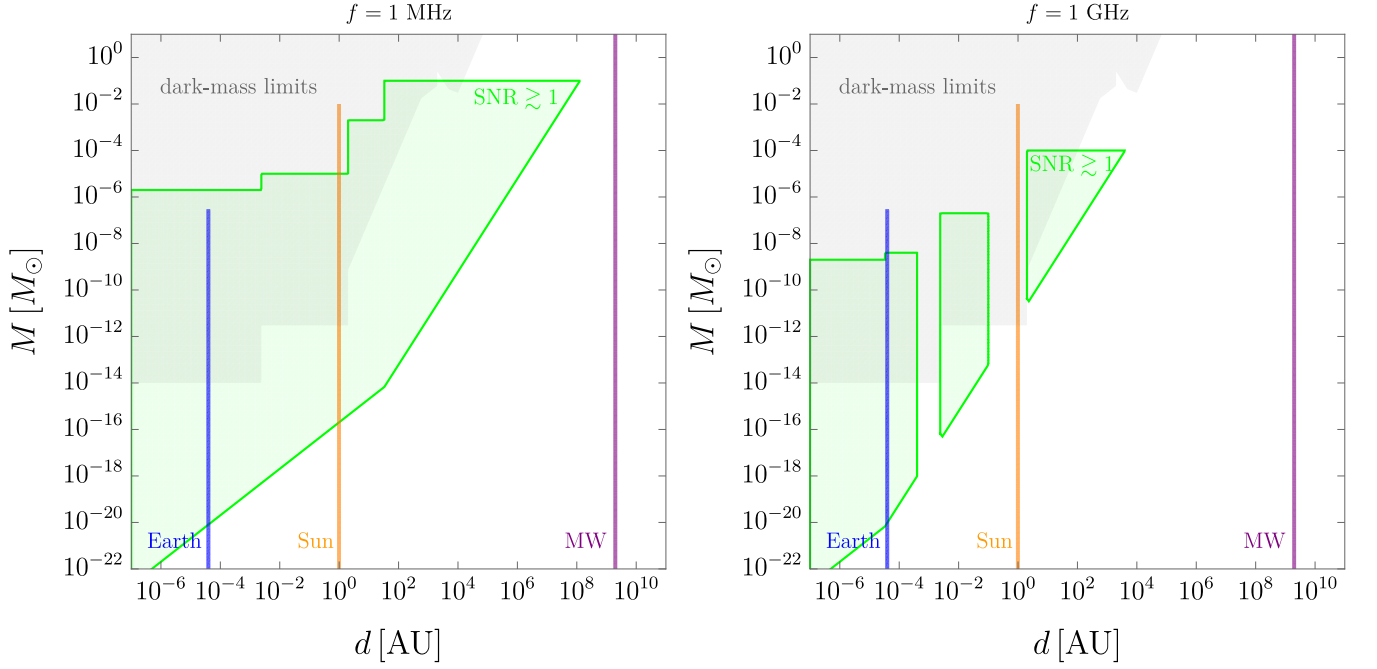 f = 1 MHz
dark-mass limits
SNR ≳ 1
Earth
Sun
MW
10^0
10^−2
10^−4
10^−6
10^−8
10^−10
10^−12
10^−14
10^−16
10^−18
10^−20
10^−22
M [M⊙]
10^−6
10^−4
10^−2
10^0
10^2
10^4
10^6
10^8
10^10
d [AU]
f = 1 GHz
dark-mass limits
SNR ≳ 1
Earth
Sun
MW
10^0
10^−2
10^−4
10^−6
10^−8
10^−10
10^−12
10^−14
10^−16
10^−18
10^−20
10^−22
M [M⊙]
10^−6
10^−4
10^−2
10^0
10^2
10^4
10^6
10^8
10^10
d [AU]